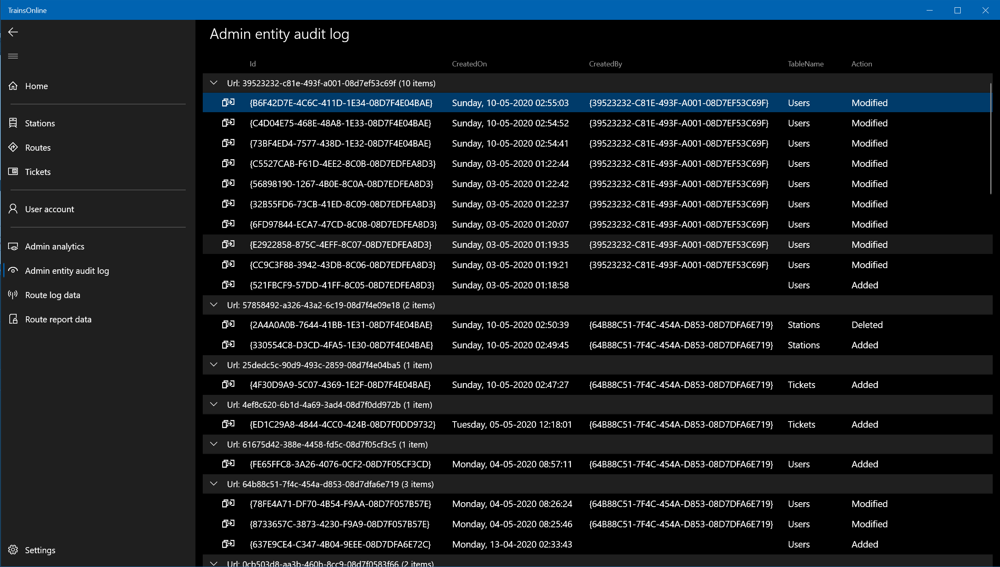 TrainsOnline
Home
Stations
Routes
Tickets
User account
Admin analytics
Admin entity audit log
Route log data
Route report data
Settings
Admin entity audit log
Id CreatedOn CreatedBy TableName Action
Url: 39523232-c81e-493f-a001-08d7ef53c69f (10 items)
{B6F42D7E-4C6C-411D-1E34-08D7F4E04BAE} Sunday, 10-05-2020 02:55:03 {39523232-C81E-493F-A001-08D7EF53C69F} Users Modified
{C4D04E75-468E-48A8-1E33-08D7F4E04BAE} Sunday, 10-05-2020 02:54:52 {39523232-C81E-493F-A001-08D7EF53C69F} Users Modified
{73BF4ED4-7577-438D-1E32-08D7F4E04BAE} Sunday, 10-05-2020 02:54:41 {39523232-C81E-493F-A001-08D7EF53C69F} Users Modified
{C5527CAB-F61D-4EE2-8C0B-08D7EDFEA8D3} Sunday, 03-05-2020 01:22:44 {39523232-C81E-493F-A001-08D7EF53C69F} Users Modified
{56898190-1267-4B0E-8C0A-08D7EDFEA8D3} Sunday, 03-05-2020 01:22:42 {39523232-C81E-493F-A001-08D7EF53C69F} Users Modified
{32B55FD6-73CB-41ED-8C09-08D7EDFEA8D3} Sunday, 03-05-2020 01:22:37 {39523232-C81E-493F-A001-08D7EF53C69F} Users Modified
{6FD97844-ECA7-47CD-8C08-08D7EDFEA8D3} Sunday, 03-05-2020 01:20:07 {39523232-C81E-493F-A001-08D7EF53C69F} Users Modified
{E2922858-875C-4EFF-8C07-08D7EDFEA8D3} Sunday, 03-05-2020 01:19:35 {39523232-C81E-493F-A001-08D7EF53C69F} Users Modified
{CC9C3F88-3942-43DB-8C06-08D7EDFEA8D3} Sunday, 03-05-2020 01:19:21 {39523232-C81E-493F-A001-08D7EF53C69F} Users Modified
{521FBCF9-57DD-41FF-8C05-08D7EDFEA8D3} Sunday, 03-05-2020 01:18:58 Users Added
Url: 57858492-a326-43a2-6c19-08d7f4e09e18 (2 items)
{2A4A0A0B-7644-41BB-1E31-08D7F4E04BAE} Sunday, 10-05-2020 02:50:39 {64B88C51-7F4C-454A-D853-08D7DFA6E719} Stations Deleted
{330554C8-D3CD-4FA5-1E30-08D7F4E04BAE} Sunday, 10-05-2020 02:49:45 {64B88C51-7F4C-454A-D853-08D7DFA6E719} Stations Added
Url: 25dedc5c-90d9-493c-2859-08d7f4e04ba5 (1 item)
{4F30D9A9-5C07-4369-1E2F-08D7F4E04BAE} Sunday, 10-05-2020 02:47:27 {64B88C51-7F4C-454A-D853-08D7DFA6E719} Tickets Added
Url: 4ef8c620-6b1d-4a69-3ad4-08d7f0dd972b (1 item)
{ED1C29A8-4844-4CC0-424B-08D7F0DD9732} Tuesday, 05-05-2020 12:18:01 {64B88C51-7F4C-454A-D853-08D7DFA6E719} Tickets Added
Url: 61675d42-388e-4458-fd5c-08d7f05cf3c5 (1 item)
{FE65FFC8-3A26-4076-0CF2-08D7F05CF3CD} Monday, 04-05-2020 08:57:11 {64B88C51-7F4C-454A-D853-08D7DFA6E719} Users Added
Url: 64b88c51-7f4c-454a-d853-08d7dfa6e719 (3 items)
{78FE4A71-DF70-4B54-F9AA-08D7F057B57E} Monday, 04-05-2020 08:26:24 {64B88C51-7F4C-454A-D853-08D7DFA6E719} Users Modified
{8733657C-3873-4230-F9A9-08D7F057B57E} Monday, 04-05-2020 08:25:46 {64B88C51-7F4C-454A-D853-08D7DFA6E719} Users Modified
{637E9CE4-C347-4B04-9EEE-08D7DFA6E72C} Monday, 13-04-2020 02:33:43 Users Added
Url: 0cb503d8-aa3b-460b-8cc9-08d7f0583f66 (2 items)